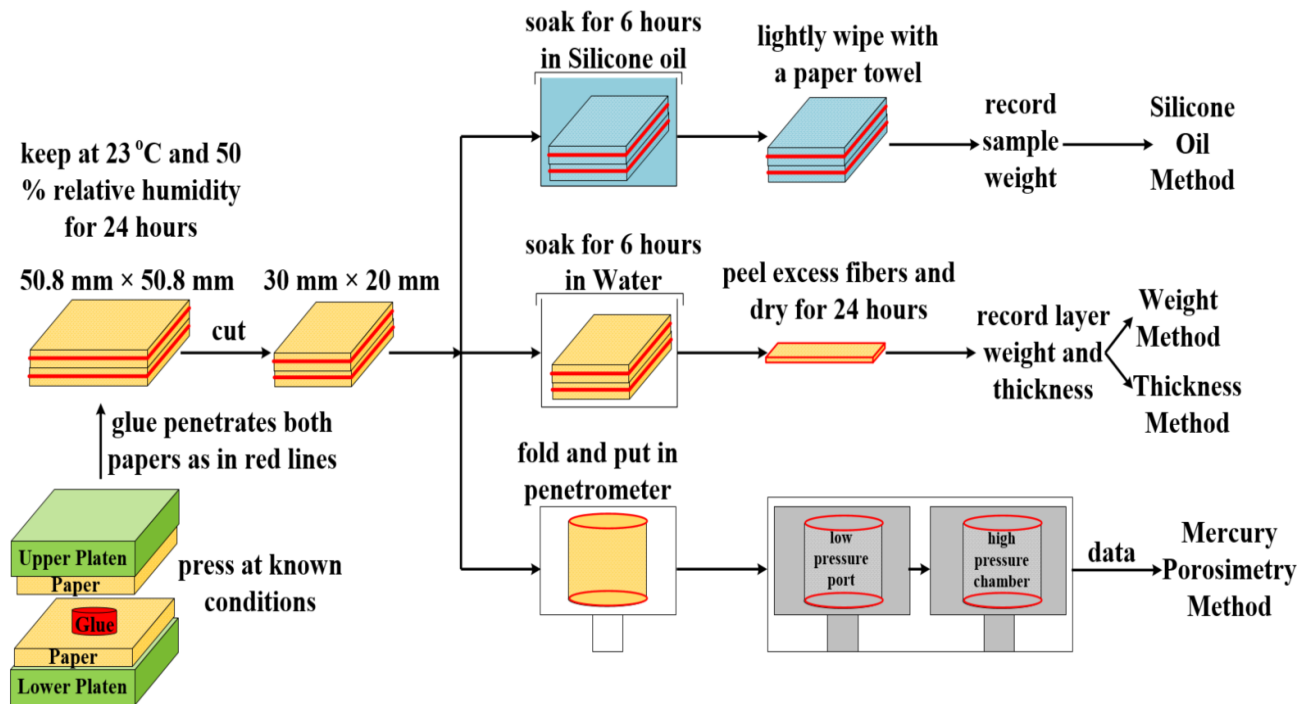 soak for 6 hours
in Silicone oil
lightly wipe with
a paper towel
record
sample
weight
Silicone
Oil
Method
keep at 23 °C and 50
% relative humidity
for 24 hours
50.8 mm × 50.8 mm
cut
30 mm × 20 mm
soak for 6 hours
in Water
peel excess fibers and
dry for 24 hours
record layer
weight and
thickness
Weight
Method
Thickness
Method
glue penetrates both
papers as in red lines
Upper Platen
Paper
Glue
Paper
Lower Platen
press at known
conditions
fold and put in
penetrometer
low
pressure
port
high
pressure
chamber
data
Mercury
Porosimetry
Method